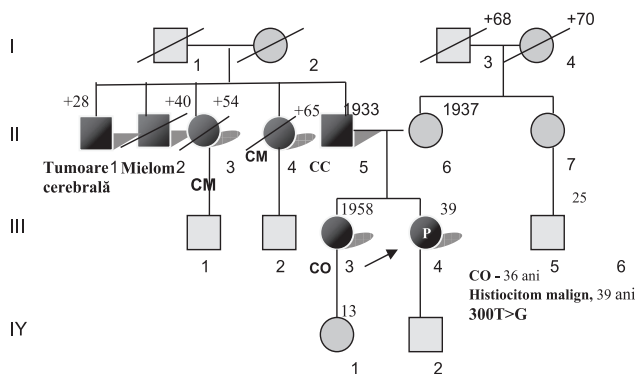 I
+68
+70
1
2
3
4
+28
+40
+54
+65
1933
1937
II
Tumoare 1
cerebrală
Mielom 2
3
CM
CM
4
CC
5
6
7
25
III
1958
39
P
1
2
CO
3
4
5
6
CO - 36 ani
Histiocitom malign, 39 ani
300T>G
IY
13
1
2